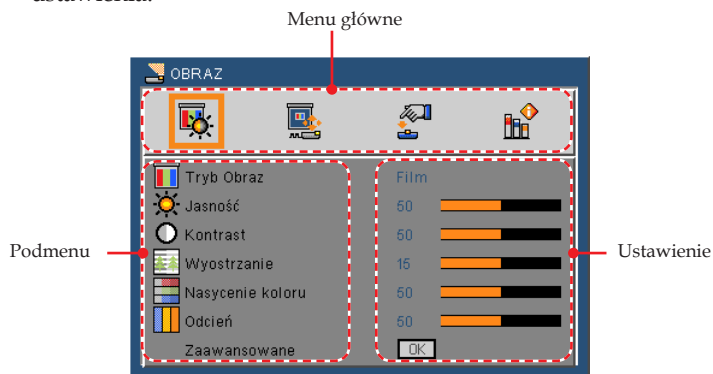 ustawienia.
Menu główne
OBRAZ
Tryb Obraz Film
Jasność 50
Kontrast 50
Podmenu
Ustawienie
Wyostrzanie 15
Nasycenie koloru 50
Odcień 50
Zaawansowane OK